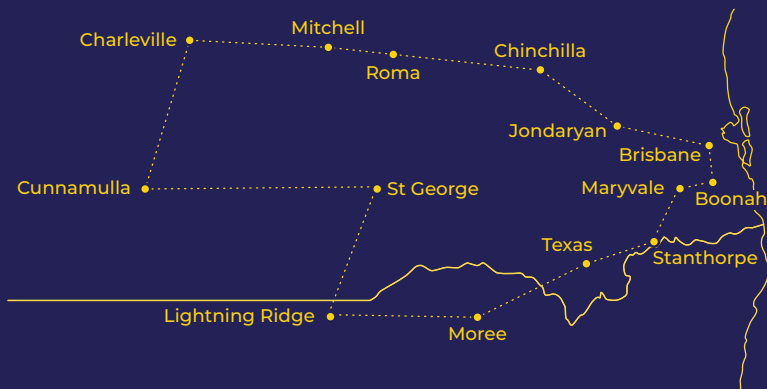 Mitchell
Charleville
Chinchilla
Roma
Jondaryan
Brisbane
Cunnamulla
St George
Maryvale
Boonah
Texas
Stanthorpe
Lightning Ridge
Moree